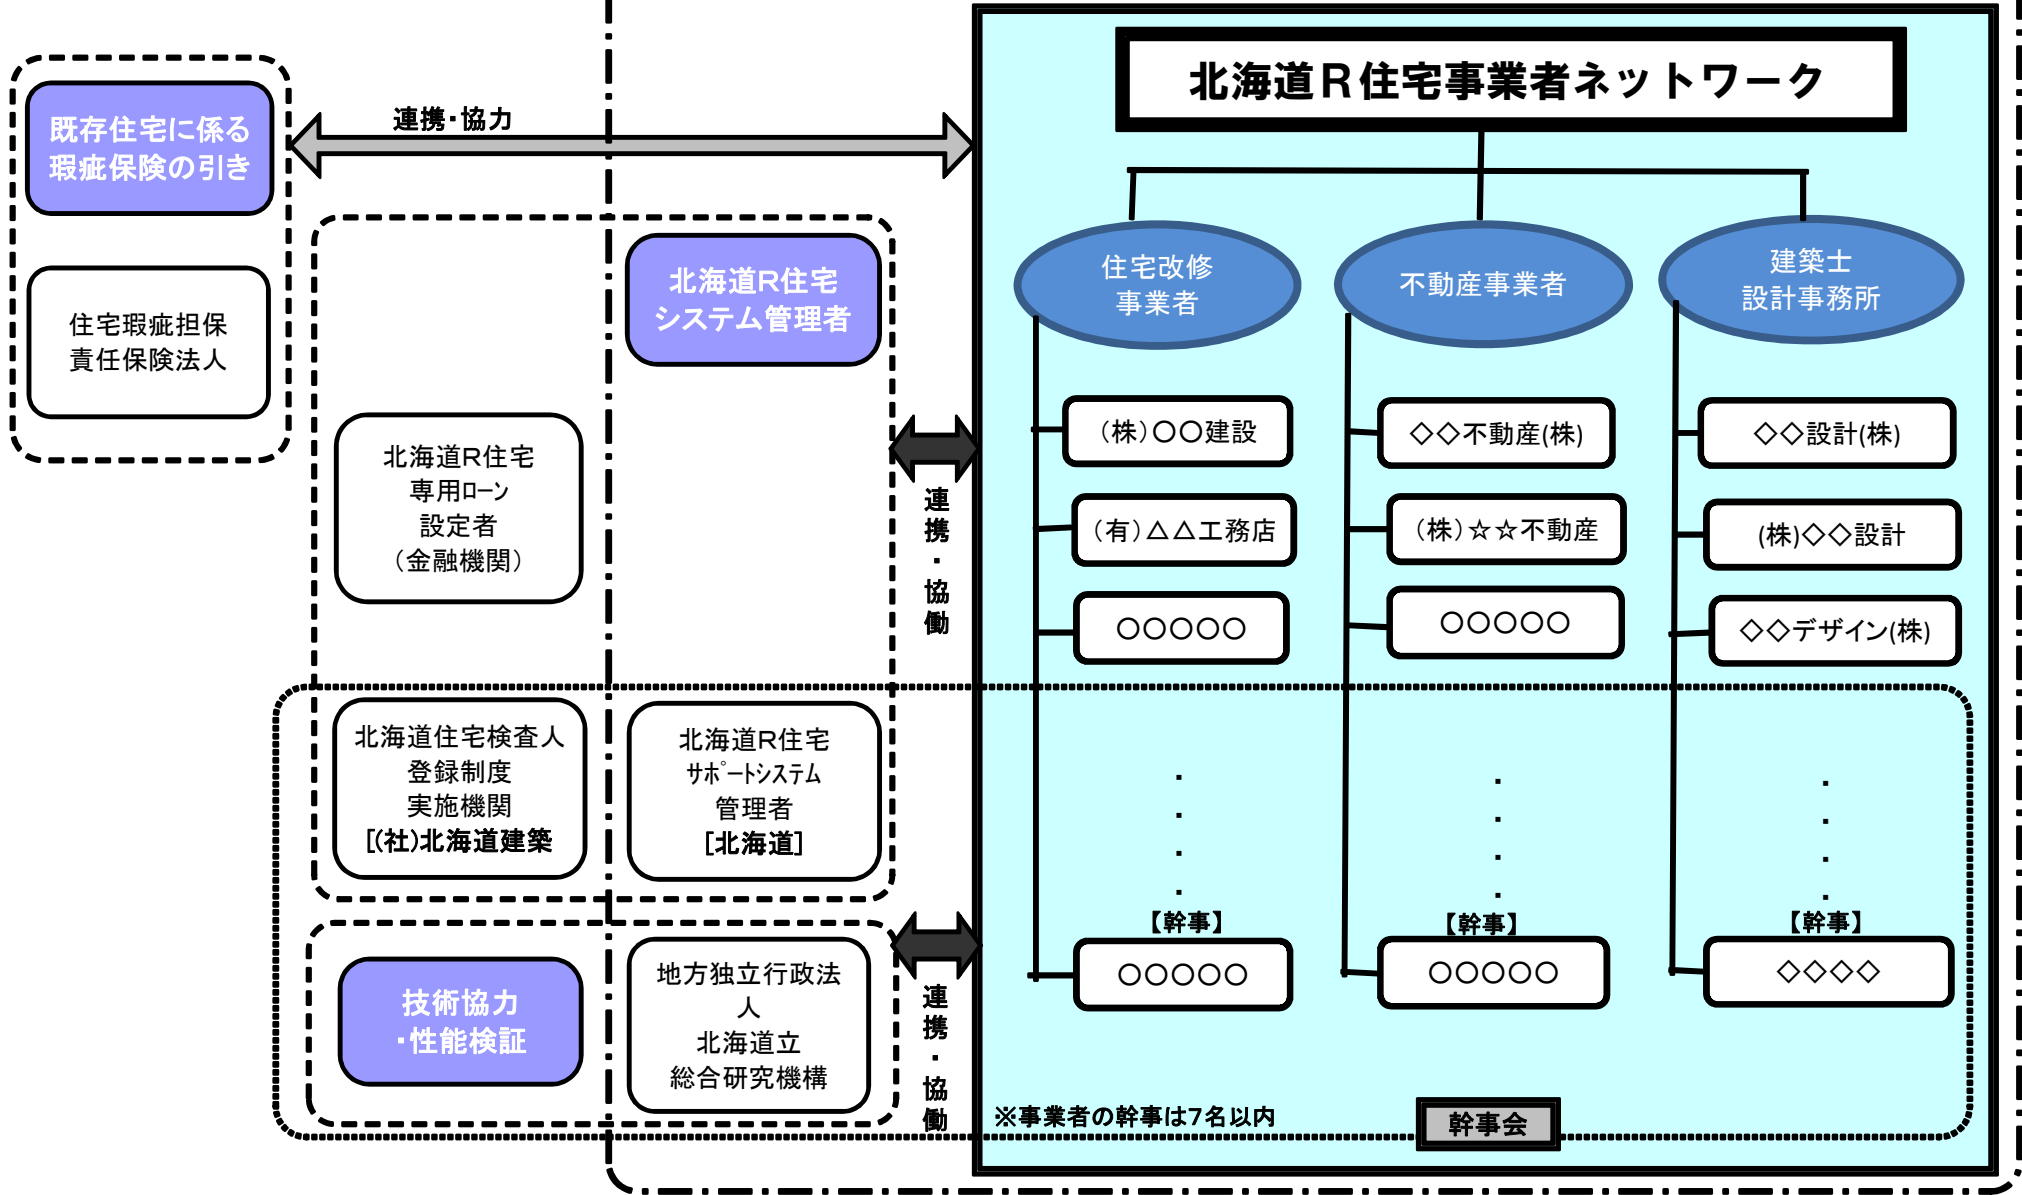 北海道Ｒ住宅事業者ネットワーク
連携・協力
既存住宅に係る
瑕疵保険の引き
住宅瑕疵担保
責任保険法人
北海道Ｒ住宅
システム管理者
北海道Ｒ住宅
専用ﾛｰﾝ
設定者
（金融機関）
北海道住宅検査人
登録制度
実施機関
[(社)北海道建築
北海道Ｒ住宅
ｻﾎﾟｰﾄｼｽﾃﾑ
管理者
[北海道]
技術協力
・性能検証
地方独立行政法
人
北海道立
総合研究機構
連携・協働
連携・協働
住宅改修
事業者
（株）〇〇建設
（有）△△工務店
〇〇〇〇〇
・
・
・
・
【幹事】
〇〇〇〇〇
不動産事業者
◇◇不動産(株)
（株）☆☆不動産
〇〇〇〇〇
・
・
・
・
【幹事】
〇〇〇〇〇
建築士
設計事務所
◇◇設計(株)
(株)◇◇設計
◇◇デザイン(株)
・
・
・
・
【幹事】
◇◇◇◇
※事業者の幹事は7名以内
幹事会